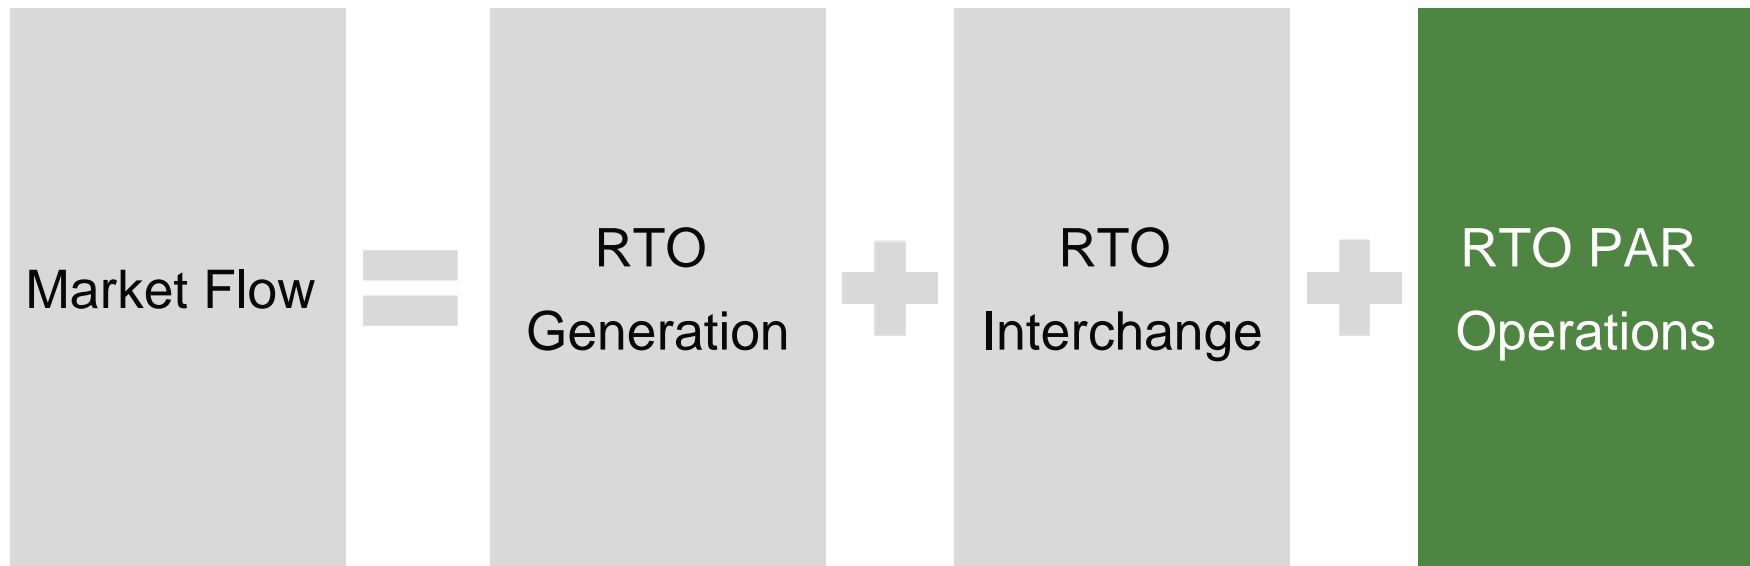 Market Flow
=
RTO
Generation
+
RTO
Interchange
+
RTO PAR
Operations